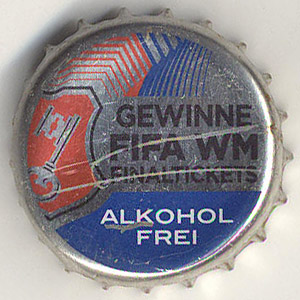 GEWINNE
FIFA WM
FINALTICKETS
ALKOHOL
FREI